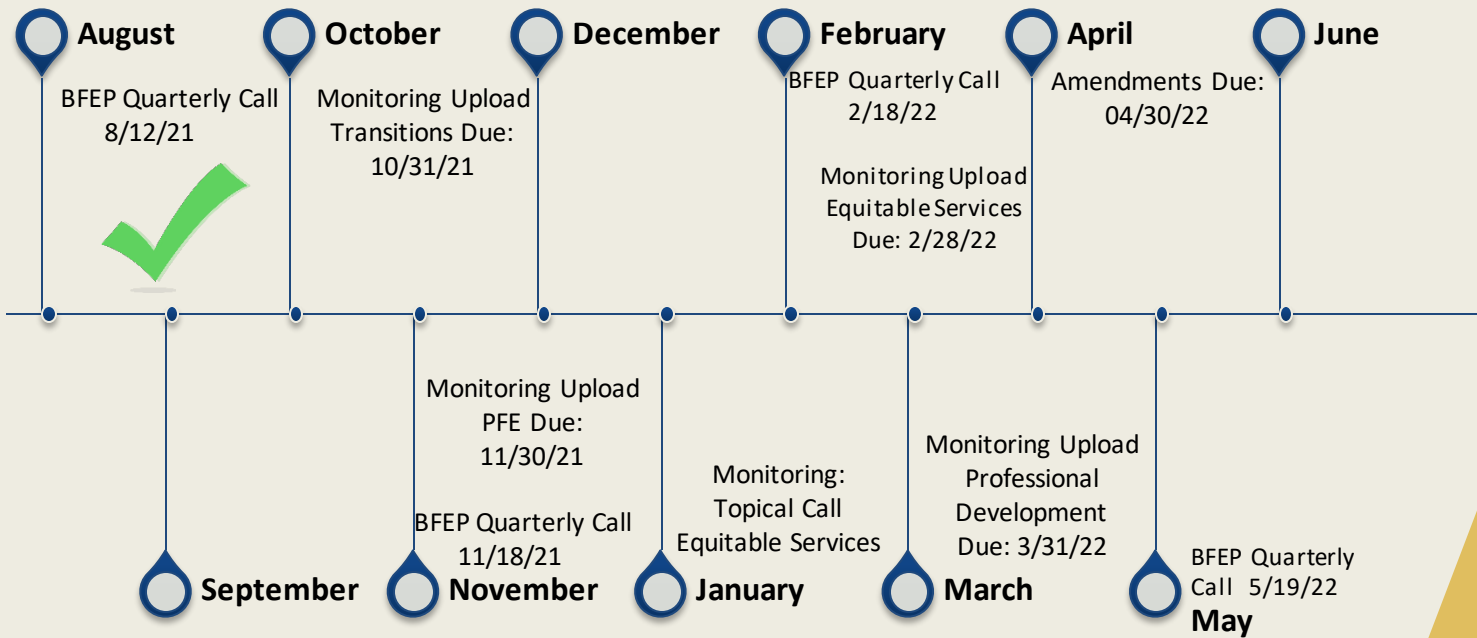 August
BFEP Quarterly Call
8/12/21
October
Monitoring Upload
Transitions Due:
10/31/21
December
February
BFEP Quarterly Call
2/18/22
Monitoring Upload
Equitable Services
Due: 2/28/22
April
Amendments Due:
04/30/22
June
September
Monitoring Upload
PFE Due:
11/30/21
BFEP Quarterly Call
11/18/21
November
Monitoring:
Topical Call
Equitable Services
January
Monitoring Upload
Professional
Development
Due: 3/31/22
March
BFEP Quarterly
Call 5/19/22
May